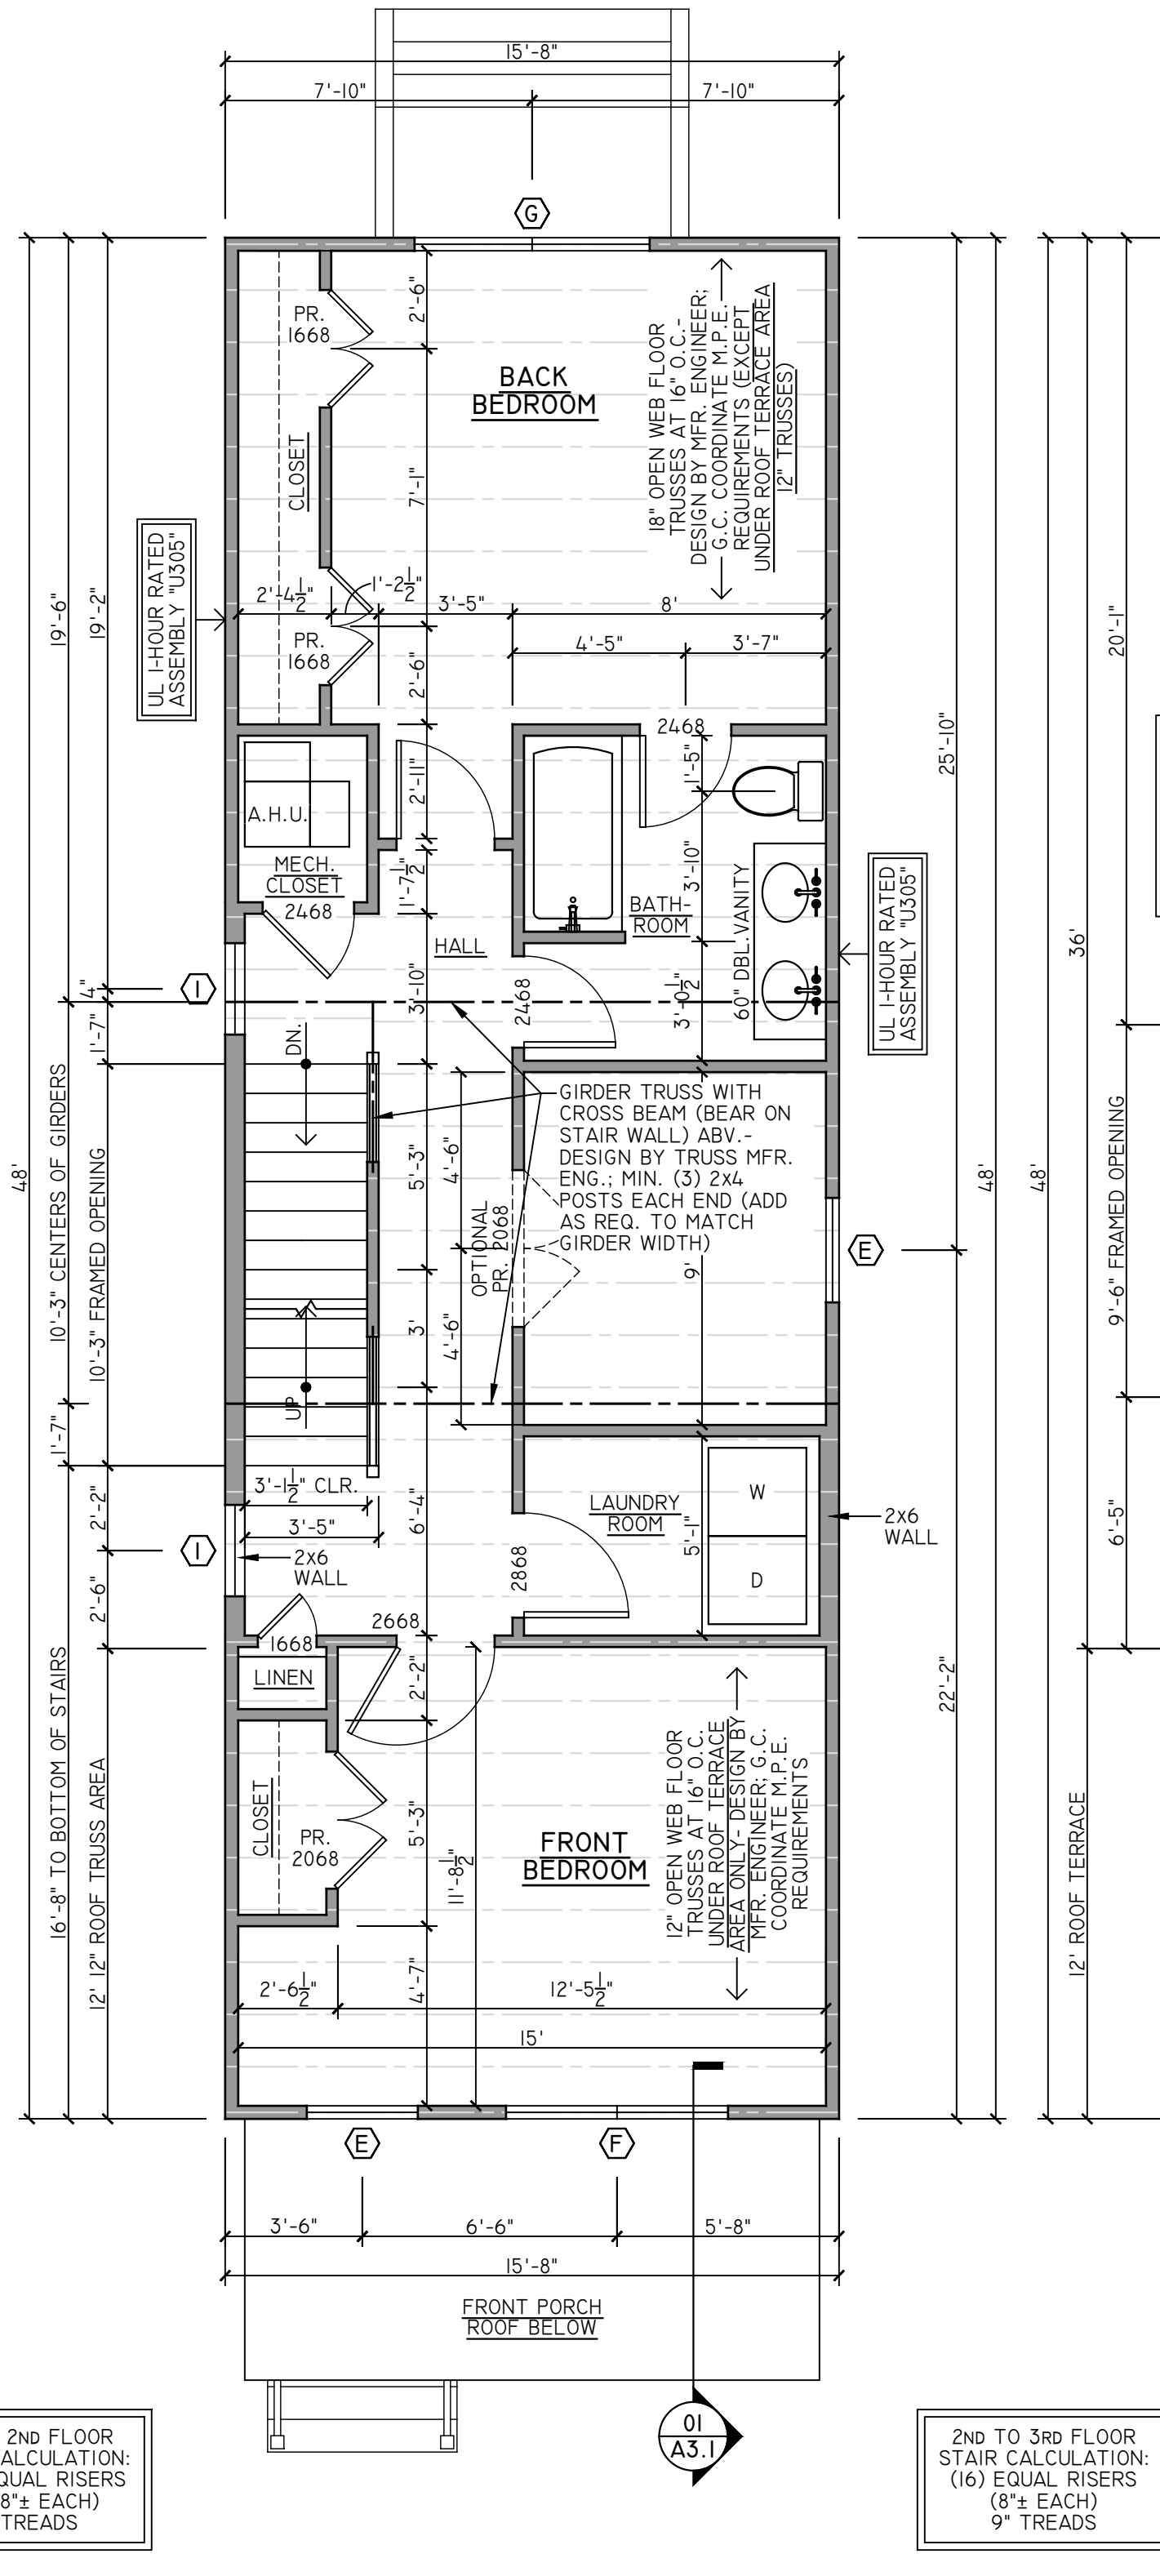 15'-8"
7'-10"
7'-10"
G
PR.
1668
2'-6"
BACK
BEDROOM
18" OPEN WEB FLOOR
TRUSSES AT 16" O.C.-
DESIGN BY MFR. ENGINEER;
G.C. COORDINATE M.P.E.
REQUIREMENTS (EXCEPT
UNDER ROOF TERRACE AREA
12" TRUSSES)
CLOSET
7'-1"
UL 1-HOUR RATED
ASSEMBLY "U305"
19'-6"
19'-2"
20'-1"
2'-4 1/2"
1'-2 1/2"
3'-5"
8'
4'-5"
3'-7"
PR.
1668
2'-6"
2468
25'-10"
2'-11"
1'-5"
A.H.U.
MECH.
CLOSET
2468
1'-7 1/2"
3'-10"
BATH-
ROOM
60" DBL.VANITY
UL 1-HOUR RATED
ASSEMBLY "U305"
HALL
36'
I
4"
3'-10"
2468
3'-0 1/2"
1'-7"
DN.
10'-3" CENTERS OF GIRDERS
10'-3" FRAMED OPENING
48'
5'-3"
4'-6"
GIRDER TRUSS WITH
CROSS BEAM (BEAR ON
STAIR WALL) ABV.-
DESIGN BY TRUSS MFR.
ENG.; MIN. (3) 2x4
POSTS EACH END (ADD
AS REQ. TO MATCH
GIRDER WIDTH)
OPTIONAL
PR. 2068
48'
48'
9'-6" FRAMED OPENING
E
9'
3'
4'-6"
UP
1'-7"
3'-1 1/2" CLR.
3'-5"
6'-4"
LAUNDRY
ROOM
5'-1"
W
D
2x6
WALL
6'-5"
2'-2"
I
2x6
WALL
2'-6"
2868
2668
1668
LINEN
2'-2"
22'-2"
16'-8" TO BOTTOM OF STAIRS
12' 12" ROOF TRUSS AREA
CLOSET
PR.
2068
5'-3"
11'-8 1/2"
FRONT
BEDROOM
12" OPEN WEB FLOOR
TRUSSES AT 16" O.C.
UNDER ROOF TERRACE
AREA ONLY- DESIGN BY
MFR. ENGINEER; G.C.
COORDINATE M.P.E.
REQUIREMENTS
12' ROOF TERRACE
4'-7"
2'-6 1/2"
12'-5 1/2"
15'
E
F
3'-6"
6'-6"
5'-8"
15'-8"
FRONT PORCH
ROOF BELOW
01
A3.1
2ND FLOOR
ALCULATION:
QUAL RISERS
8"± EACH)
TREADS
2ND TO 3RD FLOOR
STAIR CALCULATION:
(16) EQUAL RISERS
(8"± EACH)
9" TREADS